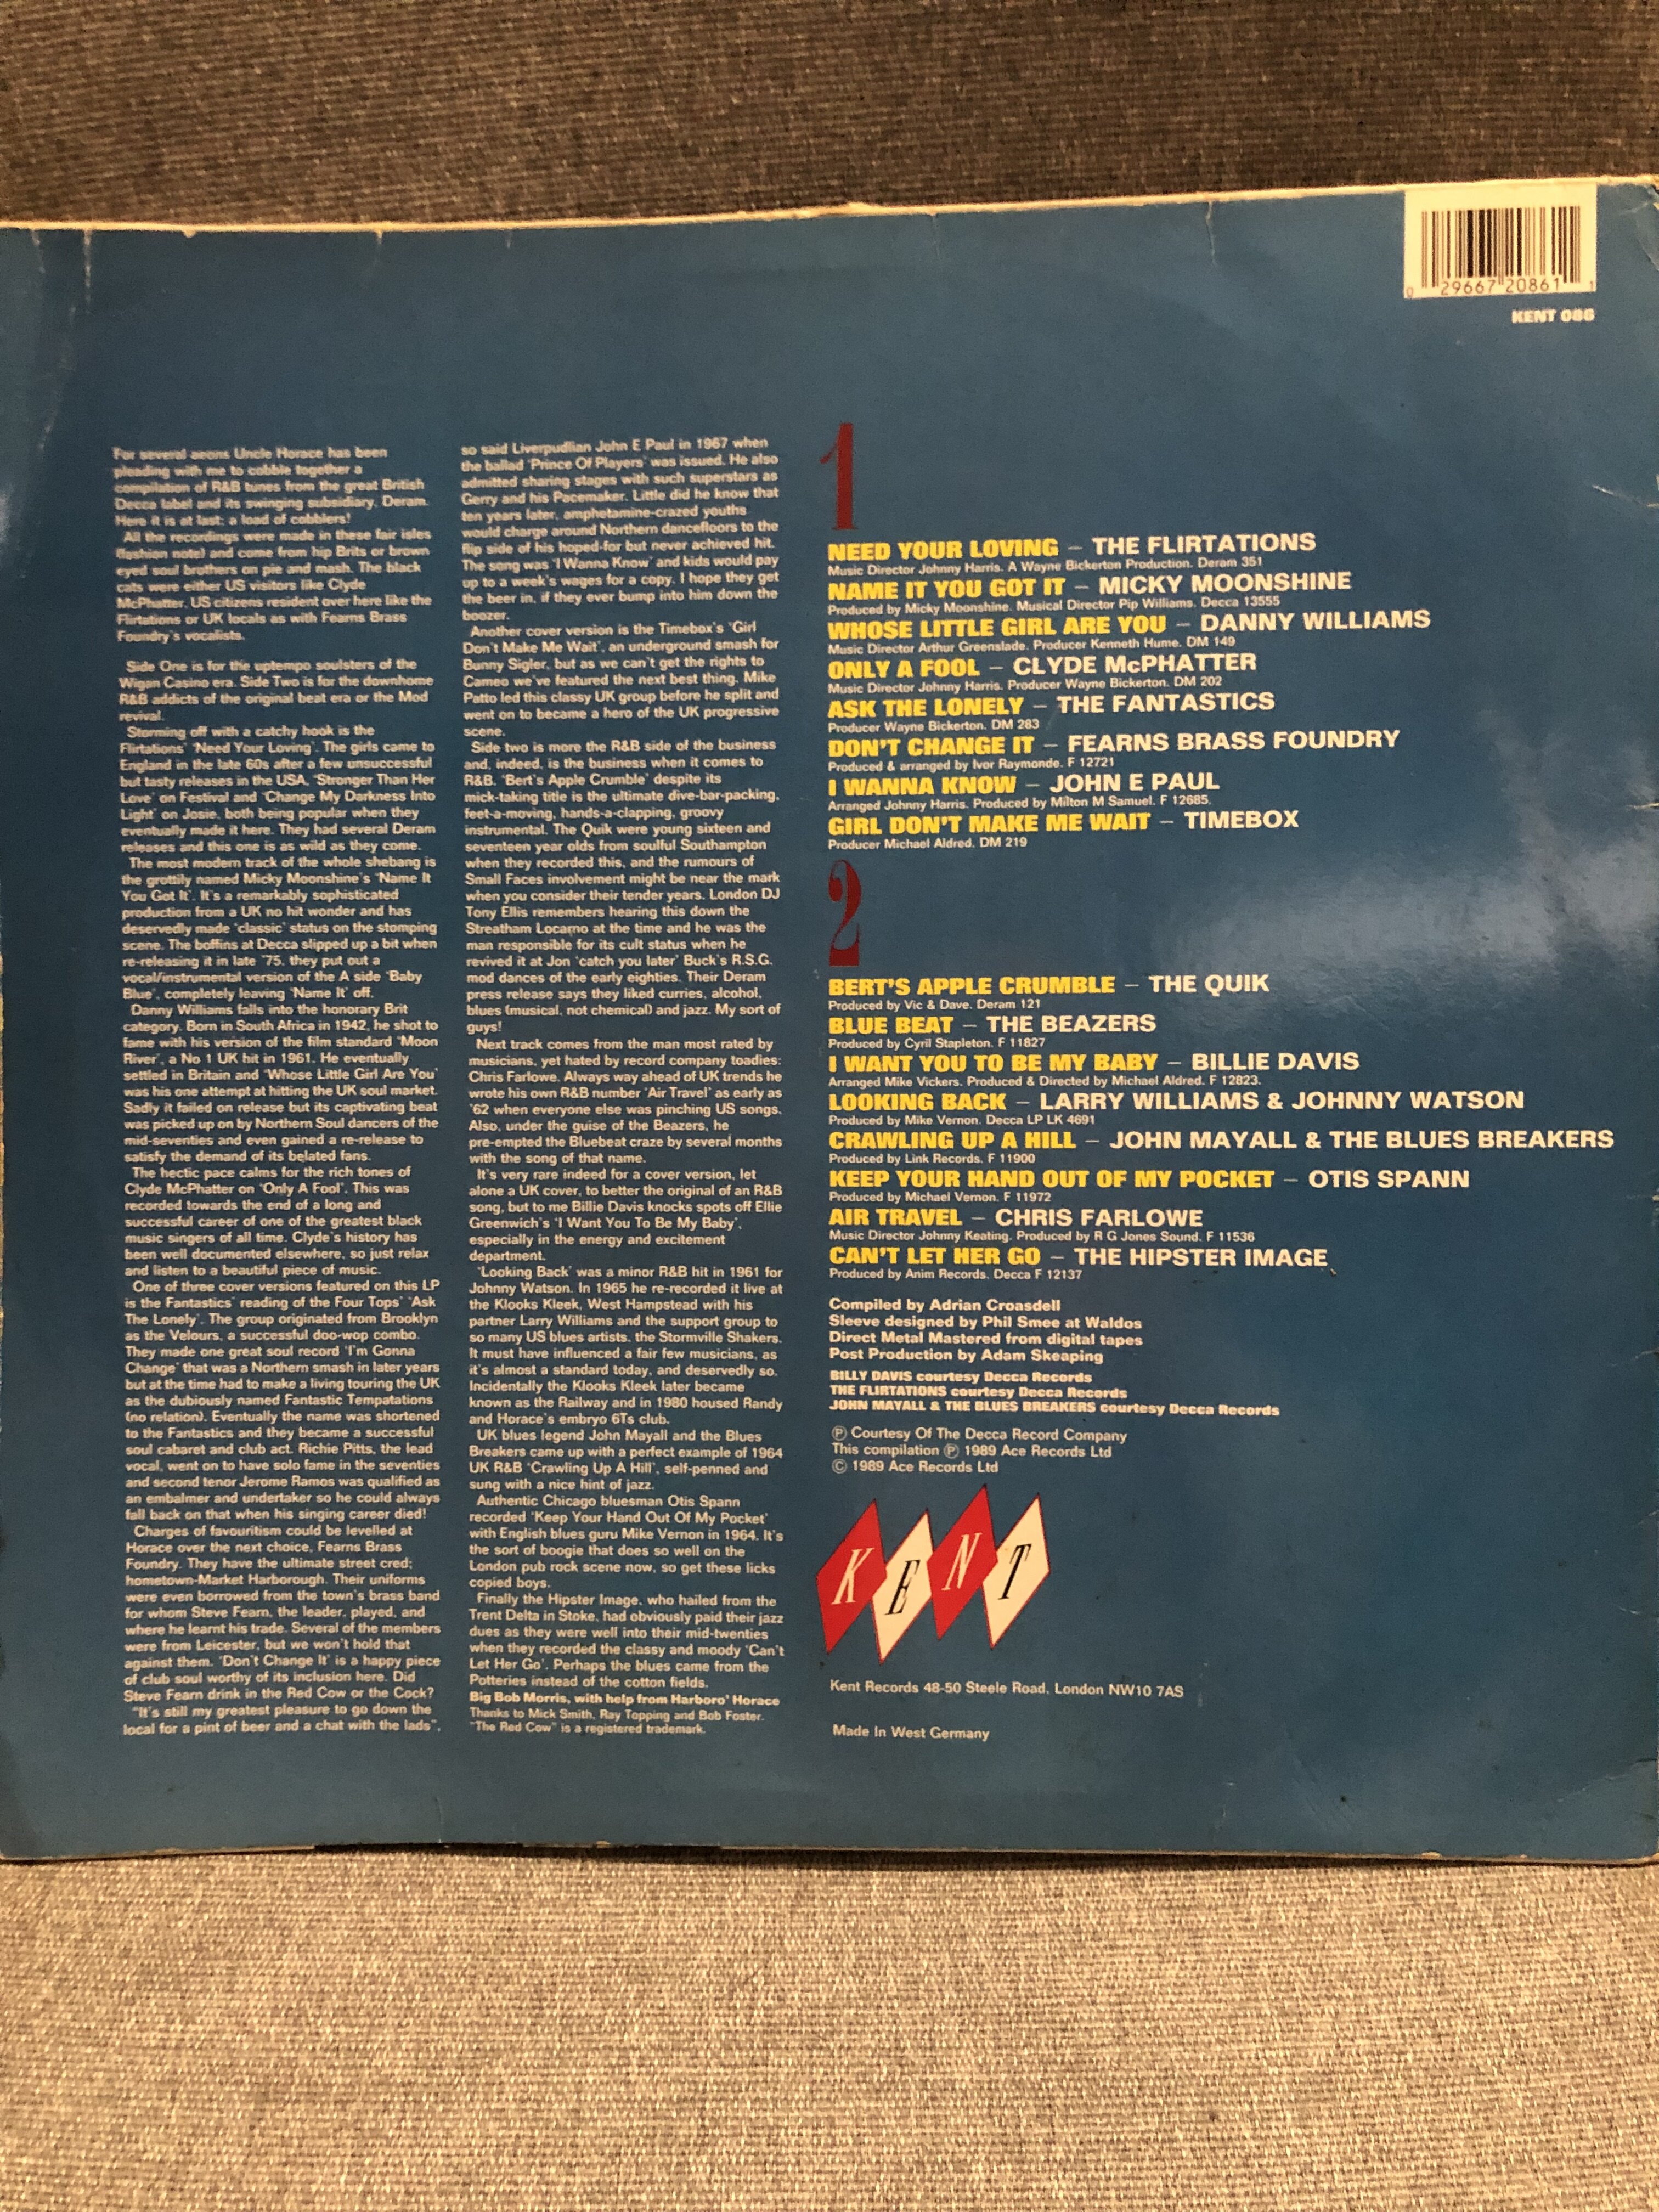 0 29667 20861 1
KENT 086
For several aeons Uncle Horace has been
pleading with me to cobble together a
compilation of R&B tunes from the great British
Decca label and its swinging subsidiary, Deram.
Here it is at last: a load of cobblers!
All the recordings were made in these fair isles
(fashion note) and come from hip Brits or brown
eyed soul brothers on pie and mash. The black
cats were either US visitors like Clyde
McPhatter, US citizens resident over here like the
Flirtations or UK locals as with Fearns Brass
Foundry's vocalists.
Side One is for the uptempo soulsters of the
Wigan Casino era. Side Two is for the downhome
R&B addicts of the original beat era or the Mod
revival.
Storming off with a catchy hook is the
Flirtations' 'Need Your Loving'. The girls came to
England in the late 60s after a few unsuccessful
but tasty releases in the USA, 'Stronger Than Her
Love' on Festival and 'Change My Darkness Into
Light' on Josie, both being popular when they
eventually made it here. They had several Deram
releases and this one is as wild as they come.
The most modern track of the whole shebang is
the grottily named Micky Moonshine's 'Name It
You Got It'. It's a remarkably sophisticated
production from a UK no hit wonder and has
deservedly made 'classic' status on the stomping
scene. The boffins at Decca slipped up a bit when
re-releasing it in late '75, they put out a
vocal/instrumental version of the A side 'Baby
Blue', completely leaving 'Name It' off.
Danny Williams falls into the honorary Brit
category. Born in South Africa in 1942, he shot to
fame with his version of the film standard 'Moon
River', a No 1 UK hit in 1961. He eventually
settled in Britain and 'Whose Little Girl Are You'
was his one attempt at hitting the UK soul market.
Sadly it failed on release but its captivating beat
was picked up on by Northern Soul dancers of the
mid-seventies and even gained a re-release to
satisfy the demand of its belated fans.
The hectic pace calms for the rich tones of
Clyde McPhatter on 'Only A Fool'. This was
recorded towards the end of a long and
successful career of one of the greatest black
music singers of all time. Clyde's history has
been well documented elsewhere, so just relax
and listen to a beautiful piece of music.
One of three cover versions featured on this LP
is the Fantastics' reading of the Four Tops' 'Ask
The Lonely'. The group originated from Brooklyn
as the Velours, a successful doo-wop combo.
They made one great soul record 'I'm Gonna
Change' that was a Northern smash in later years
but at the time had to make a living touring the UK
as the dubiously named Fantastic Temptations
(no relation). Eventually the name was shortened
to the Fantastics and they became a successful
soul cabaret and club act. Richie Pitts, the lead
vocal, went on to have solo fame in the seventies
and second tenor Jerome Ramos was qualified as
an embalmer and undertaker so he could always
fall back on that when his singing career died!
Charges of favouritism could be levelled at
Horace over the next choice, Fearns Brass
Foundry. They have the ultimate street cred;
hometown-Market Harborough. Their uniforms
were even borrowed from the town's brass band
for whom Steve Fearn, the leader, played, and
where he learnt his trade. Several of the members
were from Leicester, but we won't hold that
against them. 'Don't Change It' is a happy piece
of club soul worthy of its inclusion here. Did
Steve Fearn drink in the Red Cow or the Cock?
"It's still my greatest pleasure to go down the
local for a pint of beer and a chat with the lads",
so said Liverpudlian John E Paul in 1967 when
the ballad 'Prince Of Players' was issued. He also
admitted sharing stages with such superstars as
Gerry and his Pacemaker. Little did he know that
ten years later, amphetamine-crazed youths
would charge around Northern dancefloors to the
flip side of his hoped-for but never achieved hit.
The song was 'I Wanna Know' and kids would pay
up to a week's wages for a copy. I hope they get
the beer in, if they ever bump into him down the
boozer.
Another cover version is the Timebox's 'Girl
Don't Make Me Wait', an underground smash for
Bunny Sigler, but as we can't get the rights to
Cameo we've featured the next best thing. Mike
Patto led this classy UK group before he split and
went on to became a hero of the UK progressive
scene.
Side two is more the R&B side of the business
and, indeed, is the business when it comes to
R&B. 'Bert's Apple Crumble' despite its
mick-taking title is the ultimate dive-bar-packing,
feet-a-moving, hands-a-clapping, groovy
instrumental. The Quik were young sixteen and
seventeen year olds from soulful Southampton
when they recorded this, and the rumours of
Small Faces involvement might be near the mark
when you consider their tender years. London DJ
Tony Ellis remembers hearing this down the
Streatham Locarno at the time and he was the
man responsible for its cult status when he
revived it at Jon 'catch you later' Buck's R.S.G.
mod dances of the early eighties. Their Deram
press release says they liked curries, alcohol,
blues (musical, not chemical) and jazz. My sort of
guys!
Next track comes from the man most rated by
musicians, yet hated by record company toadies:
Chris Farlowe. Always way ahead of UK trends he
wrote his own R&B number 'Air Travel' as early as
'62 when everyone else was pinching US songs.
Also, under the guise of the Beazers, he
pre-empted the Bluebeat craze by several months
with the song of that name.
It's very rare indeed for a cover version, let
alone a UK cover, to better the original of an R&B
song, but to me Billie Davis knocks spots off Ellie
Greenwich's 'I Want You To Be My Baby',
especially in the energy and excitement
department.
'Looking Back' was a minor R&B hit in 1961 for
Johnny Watson. In 1965 he re-recorded it live at
the Klooks Kleek, West Hampstead with his
partner Larry Williams and the support group to
so many US blues artists, the Stormville Shakers.
It must have influenced a fair few musicians, as
it's almost a standard today, and deservedly so.
Incidentally the Klooks Kleek later became
known as the Railway and in 1980 housed Randy
and Horace's embryo 6Ts club.
UK blues legend John Mayall and the Blues
Breakers came up with a perfect example of 1964
UK R&B 'Crawling Up A Hill', self-penned and
sung with a nice hint of jazz.
Authentic Chicago bluesman Otis Spann
recorded 'Keep Your Hand Out Of My Pocket'
with English blues guru Mike Vernon in 1964. It's
the sort of boogie that does so well on the
London pub rock scene now, so get these licks
copied boys.
Finally the Hipster Image, who hailed from the
Trent Delta in Stoke, had obviously paid their jazz
dues as they were well into their mid-twenties
when they recorded the classy and moody 'Can't
Let Her Go'. Perhaps the blues came from the
Potteries instead of the cotton fields.
Big Bob Morris, with help from Harboro' Horace
Thanks to Mick Smith, Ray Topping and Bob Foster.
"The Red Cow" is a registered trademark.
1
NEED YOUR LOVING – THE FLIRTATIONS
Music Director Johnny Harris. A Wayne Bickerton Production. Deram 351
NAME IT YOU GOT IT – MICKY MOONSHINE
Produced by Micky Moonshine. Musical Director Pip Williams. Decca 13555
WHOSE LITTLE GIRL ARE YOU – DANNY WILLIAMS
Music Director Arthur Greenslade. Producer Kenneth Hume. DM 149
ONLY A FOOL – CLYDE McPHATTER
Music Director Johnny Harris. Producer Wayne Bickerton. DM 202
ASK THE LONELY – THE FANTASTICS
Producer Wayne Bickerton. DM 283
DON'T CHANGE IT – FEARNS BRASS FOUNDRY
Produced & arranged by Ivor Raymonde. F 12721
I WANNA KNOW – JOHN E PAUL
Arranged Johnny Harris. Produced by Milton M Samuel. F 12685.
GIRL DON'T MAKE ME WAIT – TIMEBOX
Producer Michael Aldred. DM 219
2
BERT'S APPLE CRUMBLE – THE QUIK
Produced by Vic & Dave. Deram 121
BLUE BEAT – THE BEAZERS
Produced by Cyril Stapleton. F 11827
I WANT YOU TO BE MY BABY – BILLIE DAVIS
Arranged Mike Vickers. Produced & Directed by Michael Aldred. F 12823.
LOOKING BACK – LARRY WILLIAMS & JOHNNY WATSON
Produced by Mike Vernon. Decca LP LK 4691
CRAWLING UP A HILL – JOHN MAYALL & THE BLUES BREAKERS
Produced by Link Records. F 11900
KEEP YOUR HAND OUT OF MY POCKET – OTIS SPANN
Produced by Michael Vernon. F 11972
AIR TRAVEL – CHRIS FARLOWE
Music Director Johnny Keating. Produced by R G Jones Sound. F 11536
CAN'T LET HER GO – THE HIPSTER IMAGE
Produced by Anim Records. Decca F 12137
Compiled by Adrian Croasdell
Sleeve designed by Phil Smee at Waldos
Direct Metal Mastered from digital tapes
Post Production by Adam Skeaping
BILLY DAVIS courtesy Decca Records
THE FLIRTATIONS courtesy Decca Records
JOHN MAYALL & THE BLUES BREAKERS courtesy Decca Records
Ⓟ Courtesy Of The Decca Record Company
This compilation Ⓟ 1989 Ace Records Ltd
© 1989 Ace Records Ltd
KENT
Kent Records 48-50 Steele Road, London NW10 7AS
Made In West Germany